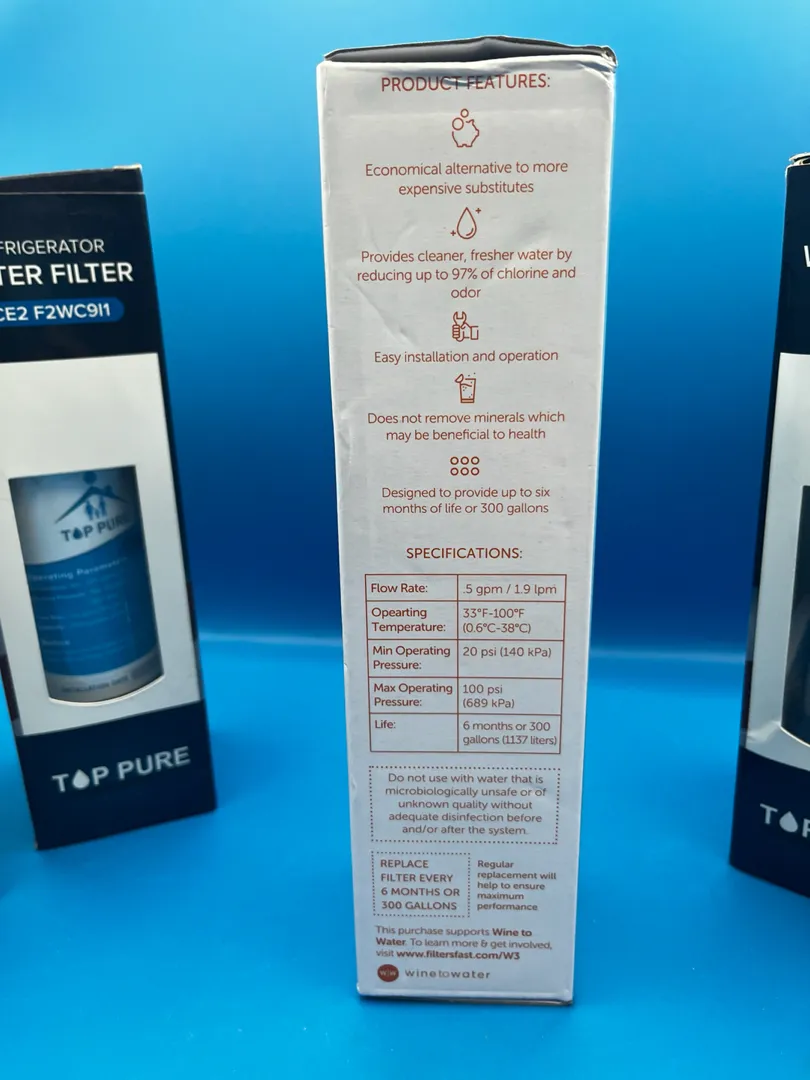 PRODUCT FEATURES:
Economical alternative to more
expensive substitutes
Provides cleaner, fresher water by
reducing up to 97% of chlorine and
odor
Easy installation and operation
Does not remove minerals which
may be beneficial to health
Designed to provide up to six
months of life or 300 gallons
SPECIFICATIONS:
Flow Rate: .5 gpm / 1.9 lpm
Opearting 33°F-100°F
Temperature: (0.6°C-38°C)
Min Operating 20 psi (140 kPa)
Pressure:
Max Operating 100 psi
Pressure: (689 kPa)
Life: 6 months or 300
gallons (1137 liters)
Do not use with water that is
microbiologically unsafe or of
unknown quality without
adequate disinfection before
and/or after the system.
REPLACE
FILTER EVERY
6 MONTHS OR
300 GALLONS
Regular
replacement will
help to ensure
maximum
performance
This purchase supports Wine to
Water. To learn more & get involved,
visit www.filtersfast.com/W3
W W winetowater
FRIGERATOR
TER FILTER
CE2 F2WC9I1
TOP PURE
Operating
TOP PURE